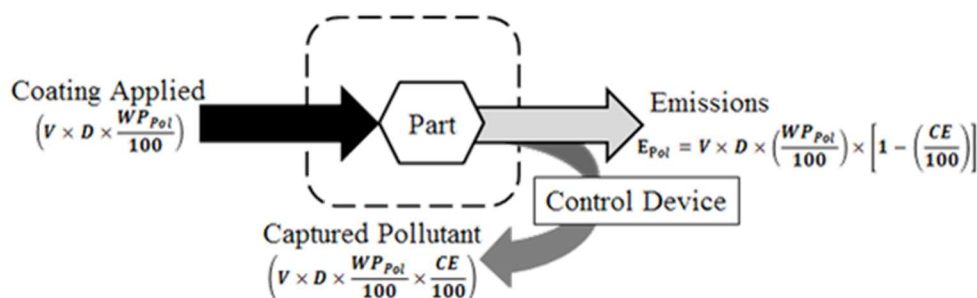 Coating Applied
(V × D × WP_Pol/100)
Part
Emissions
E_Pol = V × D × (WP_Pol/100) × [1 − (CE/100)]
Control Device
Captured Pollutant
(V × D × WP_Pol/100 × CE/100)